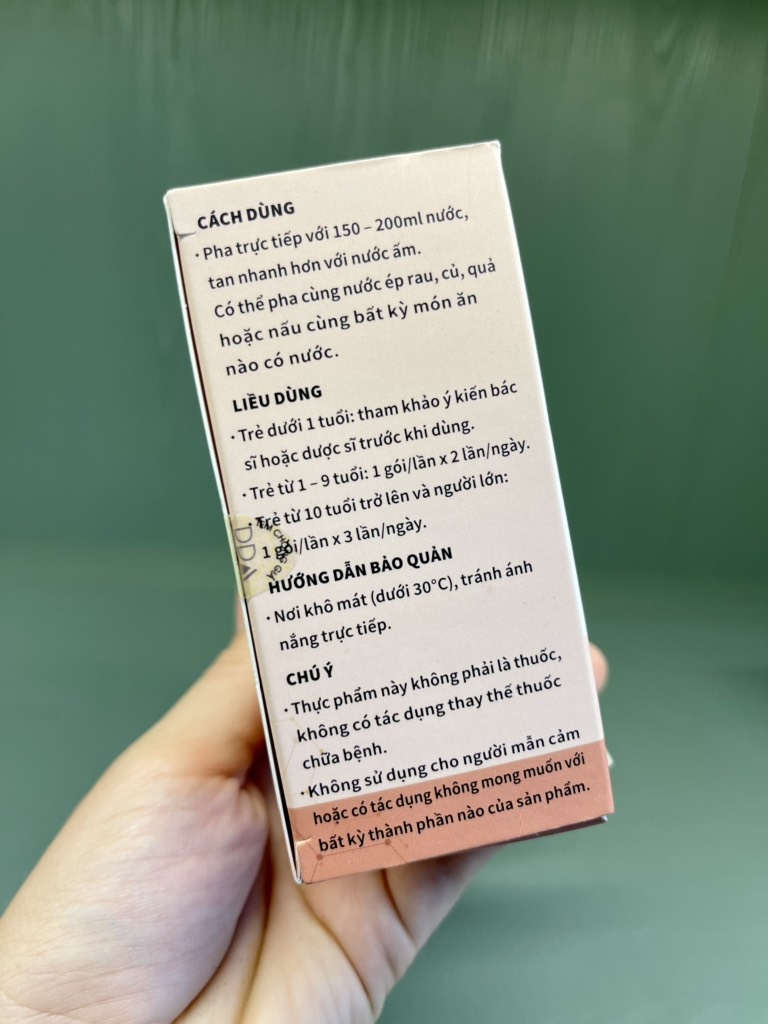 CÁCH DÙNG
· Pha trực tiếp với 150 – 200ml nước,
tan nhanh hơn với nước ấm.
Có thể pha cùng nước ép rau, củ, quả
hoặc nấu cùng bất kỳ món ăn
nào có nước.
LIỀU DÙNG
· Trẻ dưới 1 tuổi: tham khảo ý kiến bác
sĩ hoặc dược sĩ trước khi dùng.
· Trẻ từ 1 – 9 tuổi: 1 gói/lần x 2 lần/ngày.
· Trẻ từ 10 tuổi trở lên và người lớn:
1 gói/lần x 3 lần/ngày.
HƯỚNG DẪN BẢO QUẢN
· Nơi khô mát (dưới 30°C), tránh ánh
nắng trực tiếp.
CHÚ Ý
· Thực phẩm này không phải là thuốc,
không có tác dụng thay thế thuốc
chữa bệnh.
· Không sử dụng cho người mẫn cảm
hoặc có tác dụng không mong muốn với
bất kỳ thành phần nào của sản phẩm.